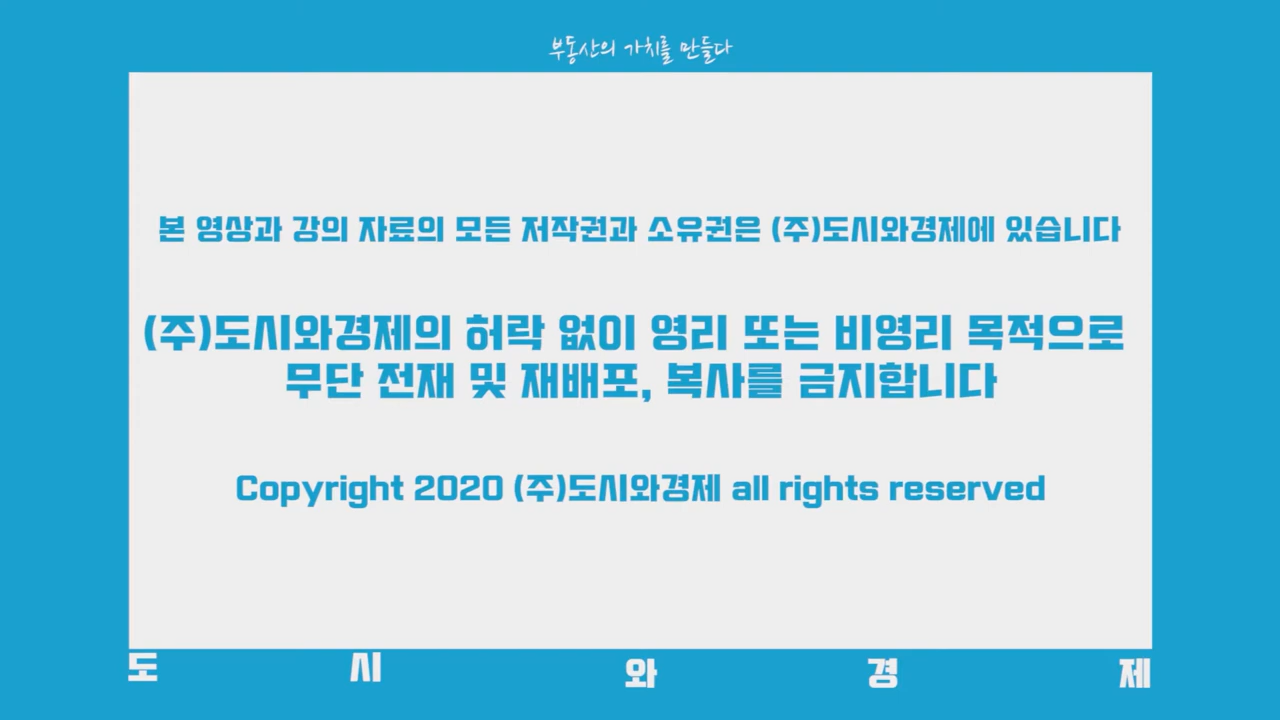 부동산의 가치를 만들다
본 영상과 강의 자료의 모든 저작권과 소유권은 (주)도시와경제에 있습니다
(주)도시와경제의 허락 없이 영리 또는 비영리 목적으로
무단 전재 및 재배포, 복사를 금지합니다
Copyright 2020 (주)도시와경제 all rights reserved
도 시 와 경 제